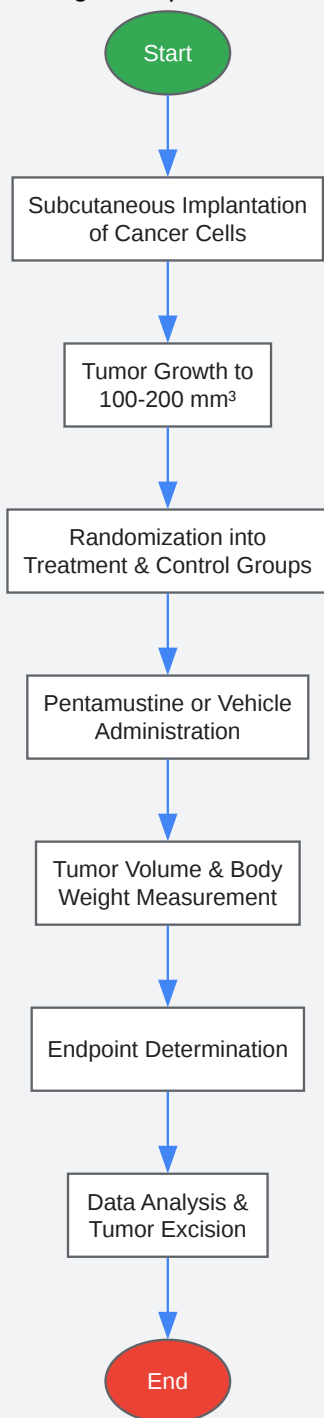 Start
Subcutaneous Implantation
of Cancer Cells
Tumor Growth to
100-200 mm³
Randomization into
Treatment & Control Groups
Pentamustine or Vehicle
Administration
Tumor Volume & Body
Weight Measurement
Endpoint Determination
Data Analysis &
Tumor Excision
End